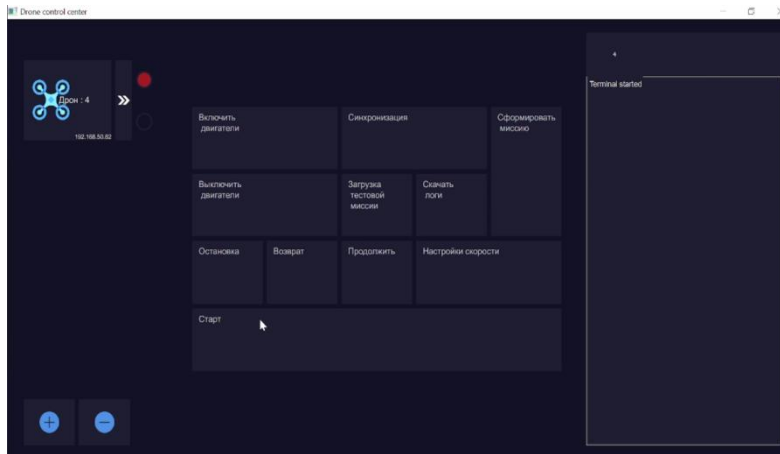 Drone control center
4
Terminal started
Дрон : 4
192.168.50.82
Включить
двигатели
Синхронизация
Сформировать
миссию
Выключить
двигатели
Загрузка
тестовой
миссии
Скачать
логи
Остановка
Возврат
Продолжить
Настройки скорости
Старт